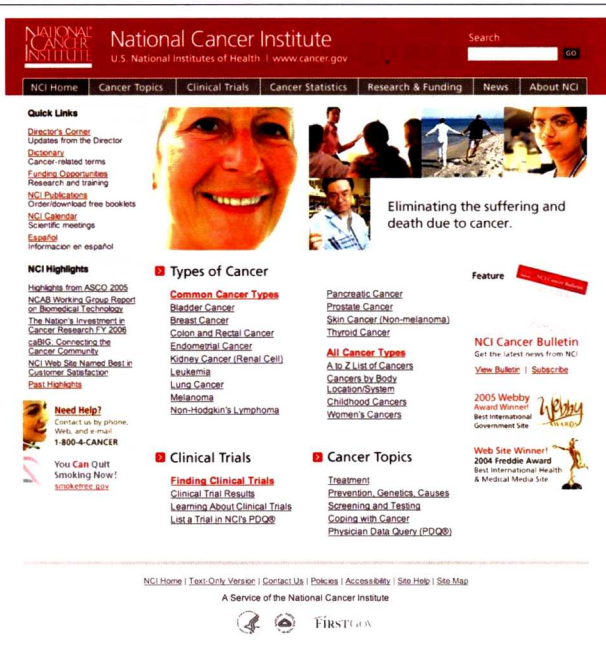 NATIONAL
CANCER
INSTITUTE
National Cancer Institute
U.S. National Institutes of Health | www.cancer.gov
Search
GO
NCI Home
Cancer Topics
Clinical Trials
Cancer Statistics
Research & Funding
News
About NCI
Quick Links
Director's Corner
Updates from the Director
Dictionary
Cancer-related terms
Funding Opportunities
Research and training
NCI Publications
Order/download free booklets
NCI Calendar
Scientific meetings
Español
Informacion en español
NCI Highlights
Highlights from ASCO 2005
NCAB Working Group Report
on Biomedical Technology
The Nation's Investment in
Cancer Research FY 2006
caBIG, Connecting the
Cancer Community
NCI Web Site Named Best in
Customer Satisfaction
Past Highlights
Need Help?
Contact us by phone,
Web, and e-mail
1-800-4-CANCER
You Can Quit
Smoking Now!
smokefree.gov
Eliminating the suffering and
death due to cancer.
Types of Cancer
Common Cancer Types
Bladder Cancer
Breast Cancer
Colon and Rectal Cancer
Endometrial Cancer
Kidney Cancer (Renal Cell)
Leukemia
Lung Cancer
Melanoma
Non-Hodgkin's Lymphoma
Pancreatic Cancer
Prostate Cancer
Skin Cancer (Non-melanoma)
Thyroid Cancer
All Cancer Types
A to Z List of Cancers
Cancers by Body
Location/System
Childhood Cancers
Women's Cancers
Clinical Trials
Finding Clinical Trials
Clinical Trial Results
Learning About Clinical Trials
List a Trial in NCI's PDQ®
Cancer Topics
Treatment
Prevention, Genetics, Causes
Screening and Testing
Coping with Cancer
Physician Data Query (PDQ®)
Feature
NCI Cancer Bulletin
NCI Cancer Bulletin
Get the latest news from NCI
View Bulletin | Subscribe
2005 Webby
Award Winner!
Best International
Government Site
Webby
AWARDS
Web Site Winner!
2004 Freddie Award
Best International Health
& Medical Media Site
NCI Home | Text-Only Version | Contact Us | Policies | Accessibility | Site Help | Site Map
A Service of the National Cancer Institute
FIRSTGOV